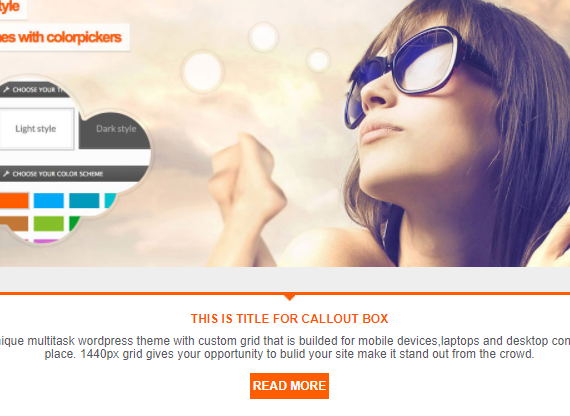 tyle
nes with colorpickers
CHOOSE YOUR T
Light style
Dark style
CHOOSE YOUR COLOR SCHEME
THIS IS TITLE FOR CALLOUT BOX
ique multitask wordpress theme with custom grid that is builded for mobile devices,laptops and desktop con
place. 1440px grid gives your opportunity to bulid your site make it stand out from the crowd.
READ MORE